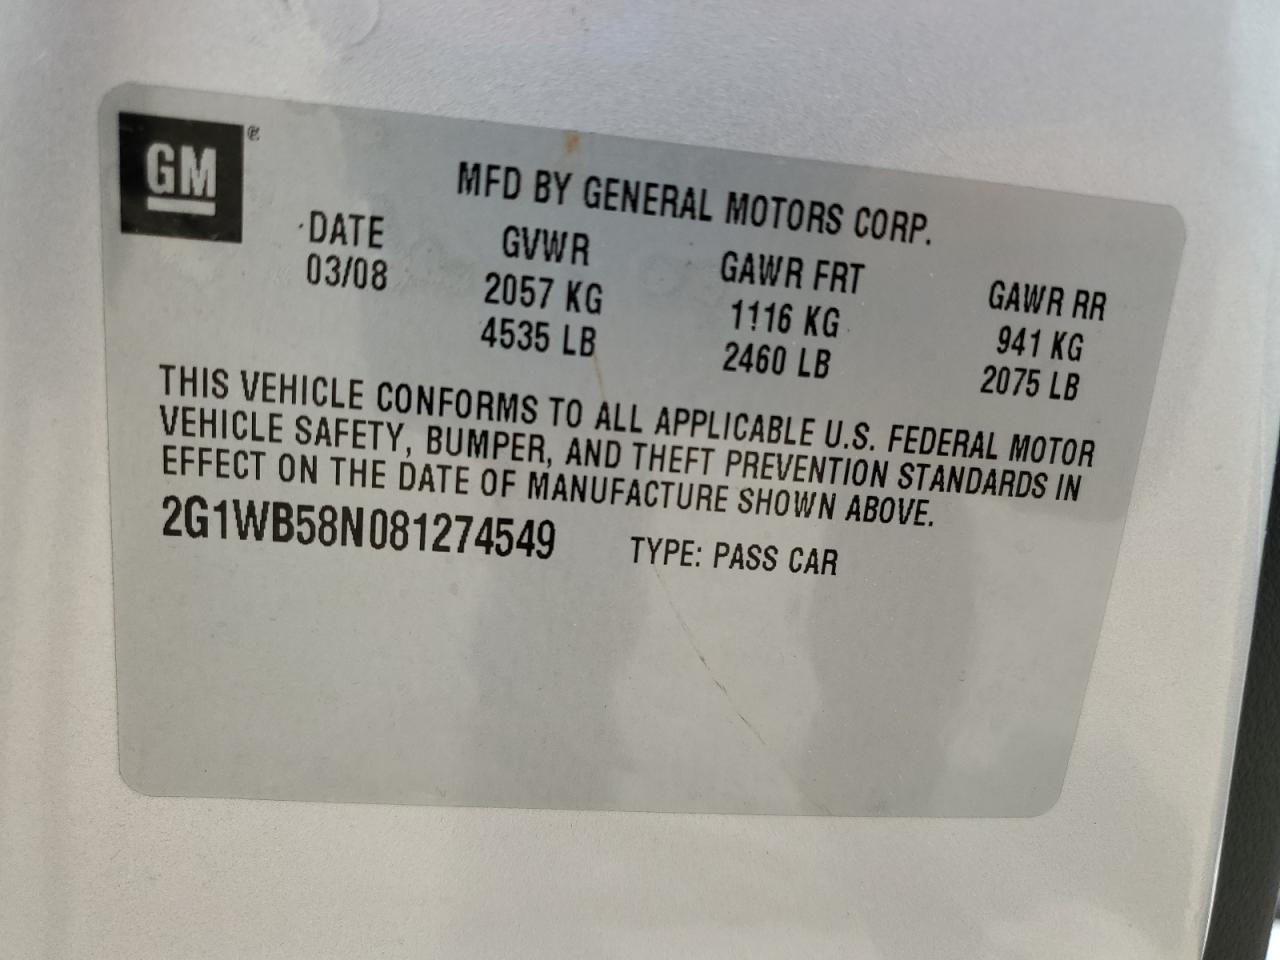 GM®
MFD BY GENERAL MOTORS CORP.
DATE GVWR GAWR FRT GAWR RR
03/08 2057 KG 1116 KG 941 KG
4535 LB 2460 LB 2075 LB
THIS VEHICLE CONFORMS TO ALL APPLICABLE U.S. FEDERAL MOTOR
VEHICLE SAFETY, BUMPER, AND THEFT PREVENTION STANDARDS IN
EFFECT ON THE DATE OF MANUFACTURE SHOWN ABOVE.
2G1WB58N081274549 TYPE: PASS CAR